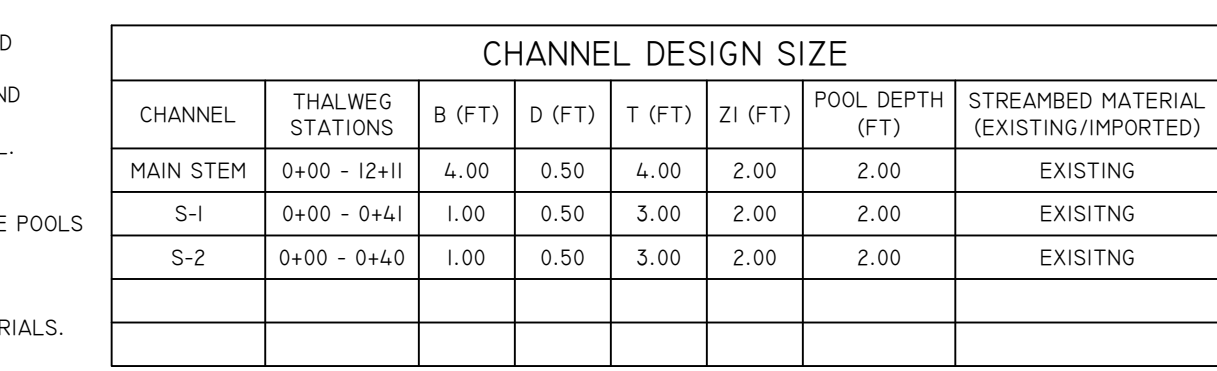 D
ND
L.
E POOLS
RIALS.
CHANNEL DESIGN SIZE
CHANNEL THALWEG STATIONS B (FT) D (FT) T (FT) Z1 (FT) POOL DEPTH (FT) STREAMBED MATERIAL (EXISTING/IMPORTED)
MAIN STEM 0+00 - 12+11 4.00 0.50 4.00 2.00 2.00 EXISTING
S-1 0+00 - 0+41 1.00 0.50 3.00 2.00 2.00 EXISITNG
S-2 0+00 - 0+40 1.00 0.50 3.00 2.00 2.00 EXISITNG